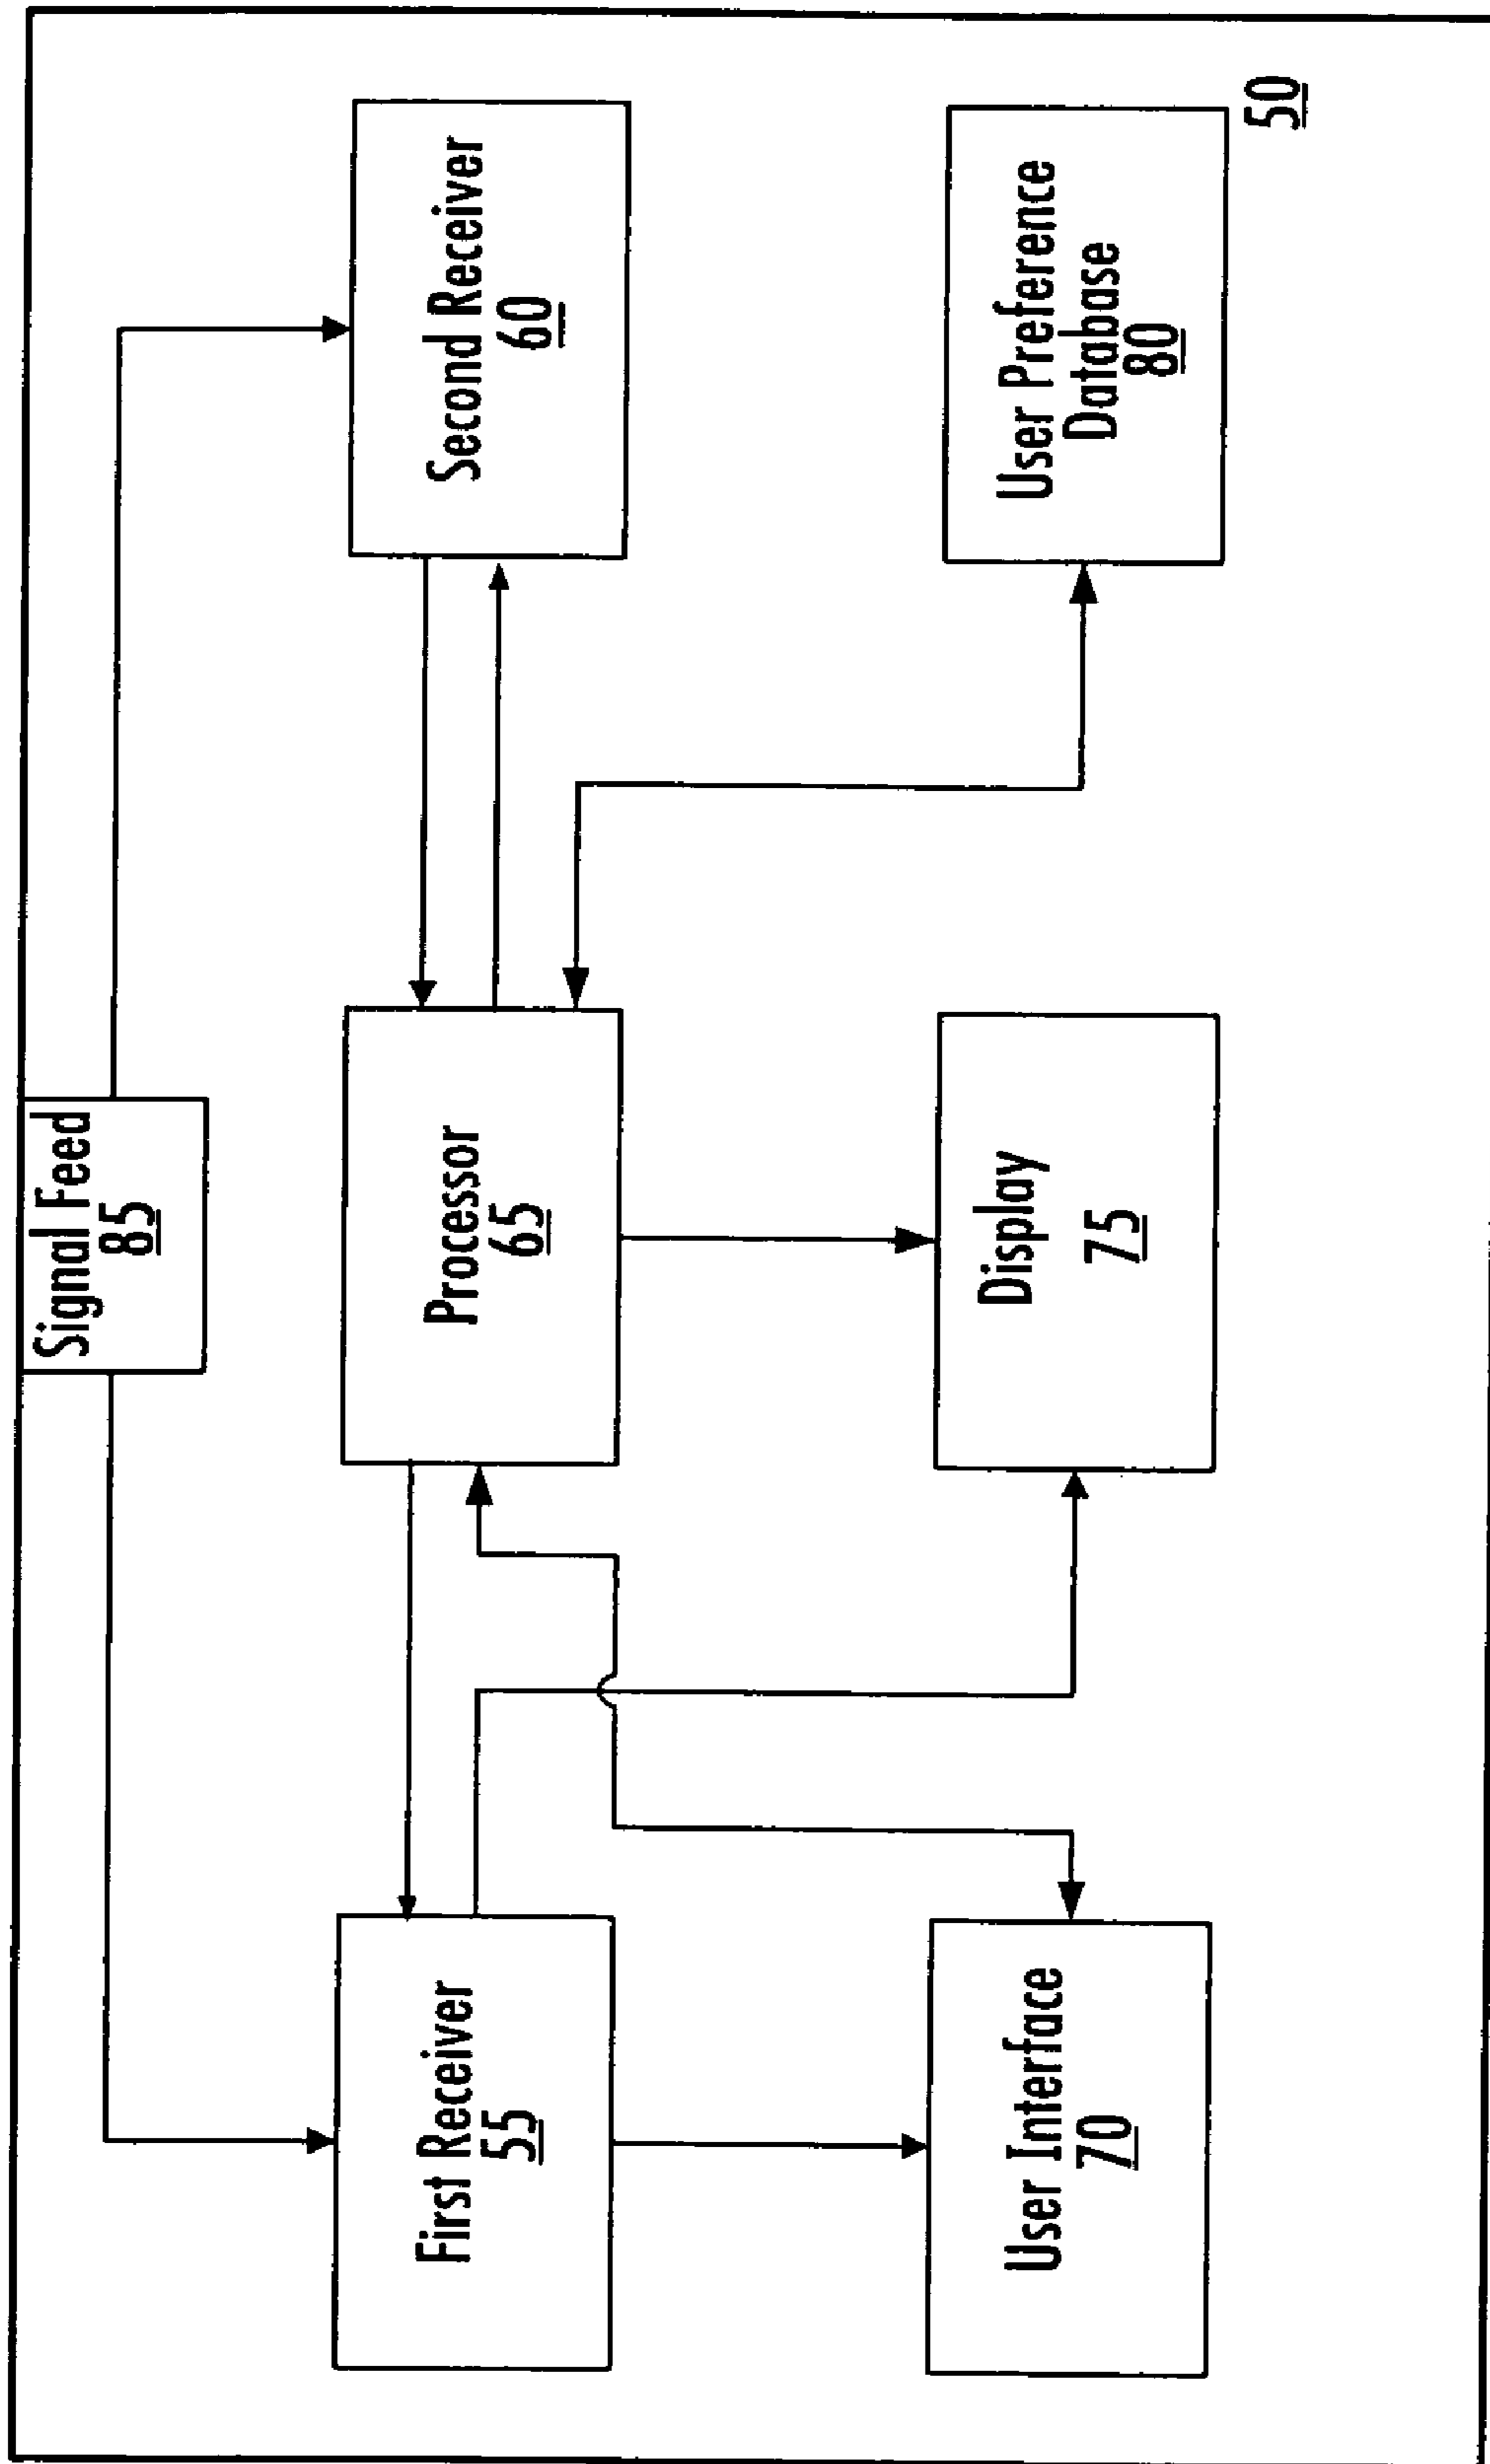 Signal Feed
85
First Receiver
55
Processor
65
Second Receiver
60
User Interface
70
Display
75
User Preference
Database
80
50